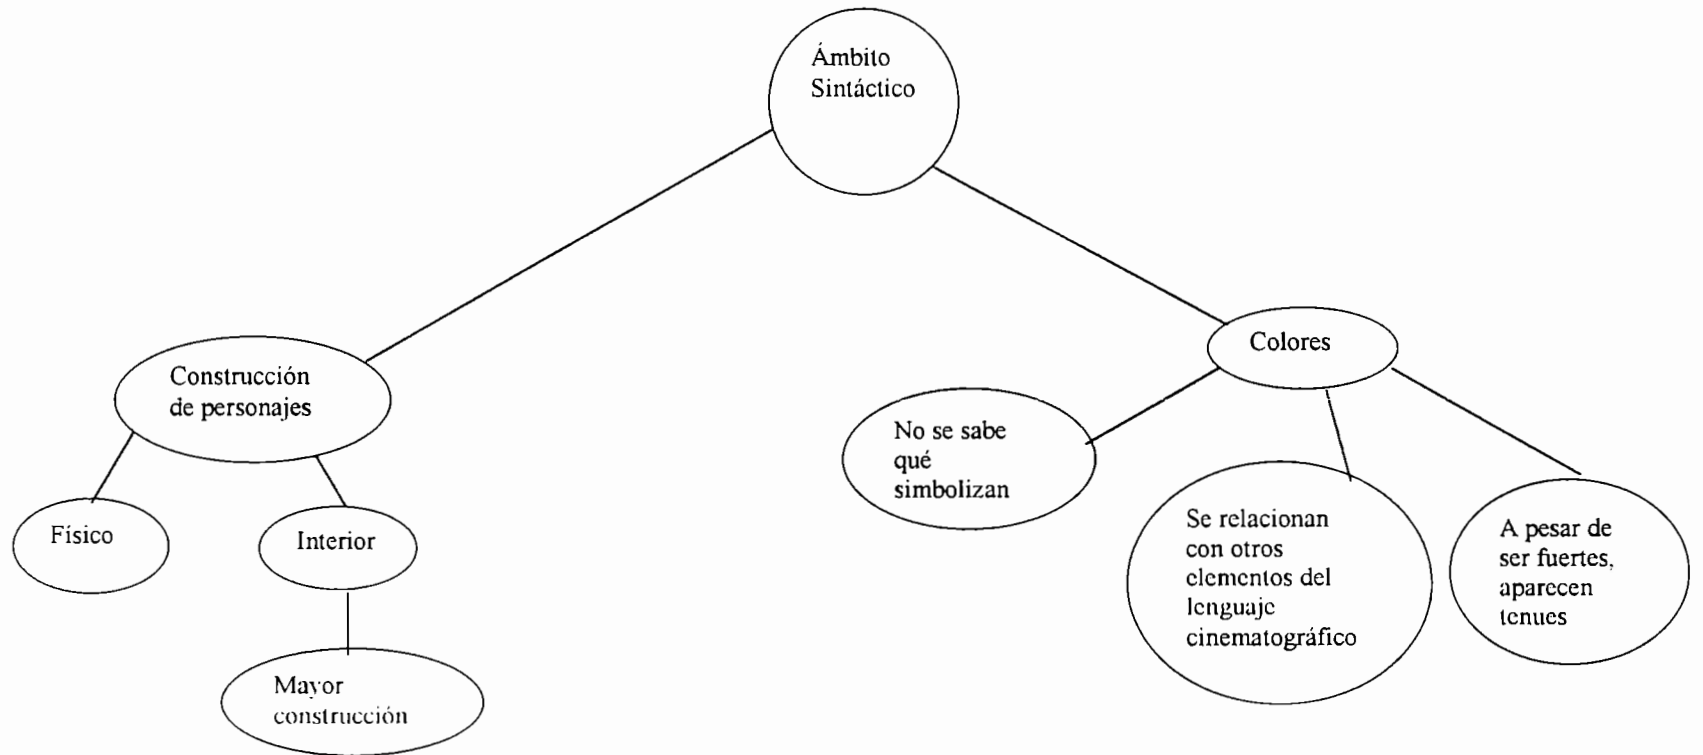 Ámbito
Sintáctico
Colores
Construcción
de personajes
No se sabe
qué
simbolizan
Físico
Interior
Se relacionan
con otros
elementos del
lenguaje
cinematográfico
A pesar de
ser fuertes,
aparecen
tenues
Mayor
construcción